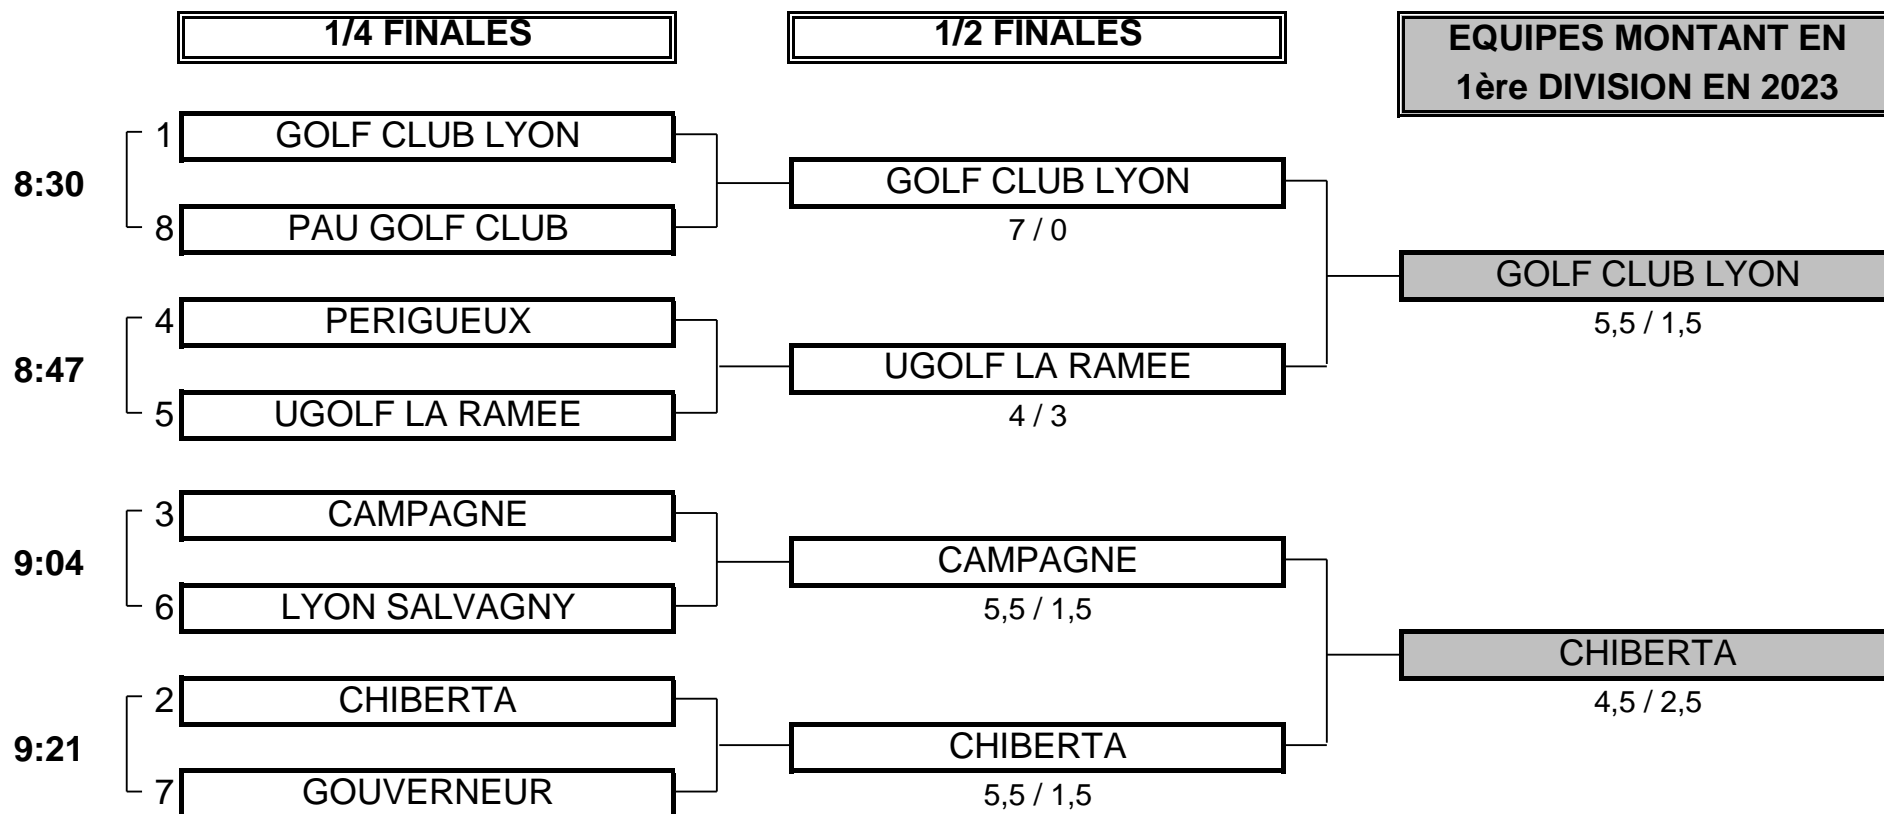 1/4 FINALES
1/2 FINALES
EQUIPES MONTANT EN
1ère DIVISION EN 2023
8:30
1 GOLF CLUB LYON
8 PAU GOLF CLUB
GOLF CLUB LYON
7 / 0
8:47
4 PERIGUEUX
5 UGOLF LA RAMEE
UGOLF LA RAMEE
4 / 3
GOLF CLUB LYON
5,5 / 1,5
9:04
3 CAMPAGNE
6 LYON SALVAGNY
CAMPAGNE
5,5 / 1,5
9:21
2 CHIBERTA
7 GOUVERNEUR
CHIBERTA
5,5 / 1,5
CHIBERTA
4,5 / 2,5